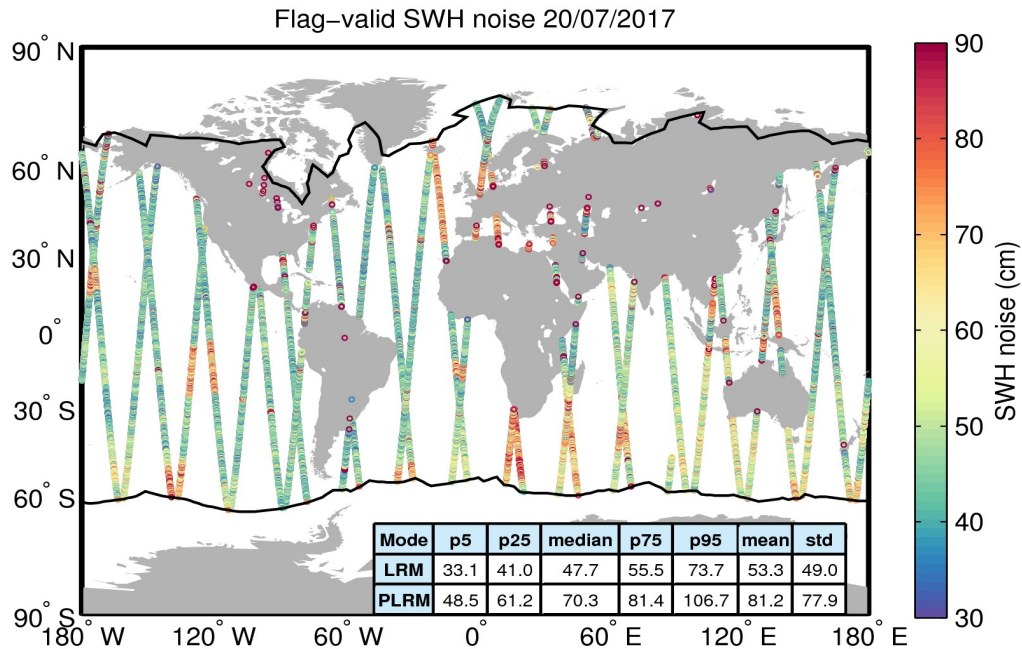 Flag−valid SWH noise 20/07/2017
90° N
60° N
30° N
0°
30° S
60° S
90° S
180° W
120° W
60° W
0°
60° E
120° E
180° E
90
80
70
60
50
40
30
SWH noise (cm)
Mode p5 p25 median p75 p95 mean std
LRM 33.1 41.0 47.7 55.5 73.7 53.3 49.0
PLRM 48.5 61.2 70.3 81.4 106.7 81.2 77.9